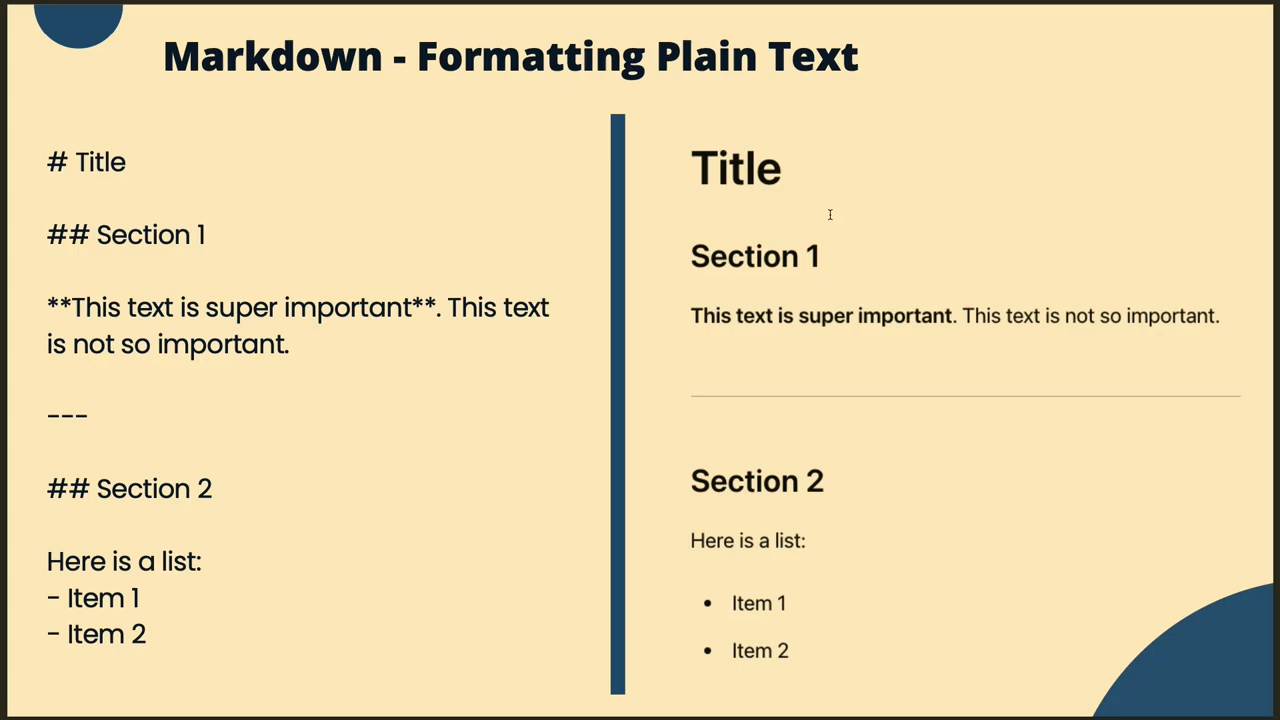 Markdown - Formatting Plain Text
# Title
## Section 1
**This text is super important**. This text
is not so important.
---
## Section 2
Here is a list:
- Item 1
- Item 2
Title
Section 1
This text is super important. This text is not so important.
Section 2
Here is a list:
• Item 1
• Item 2